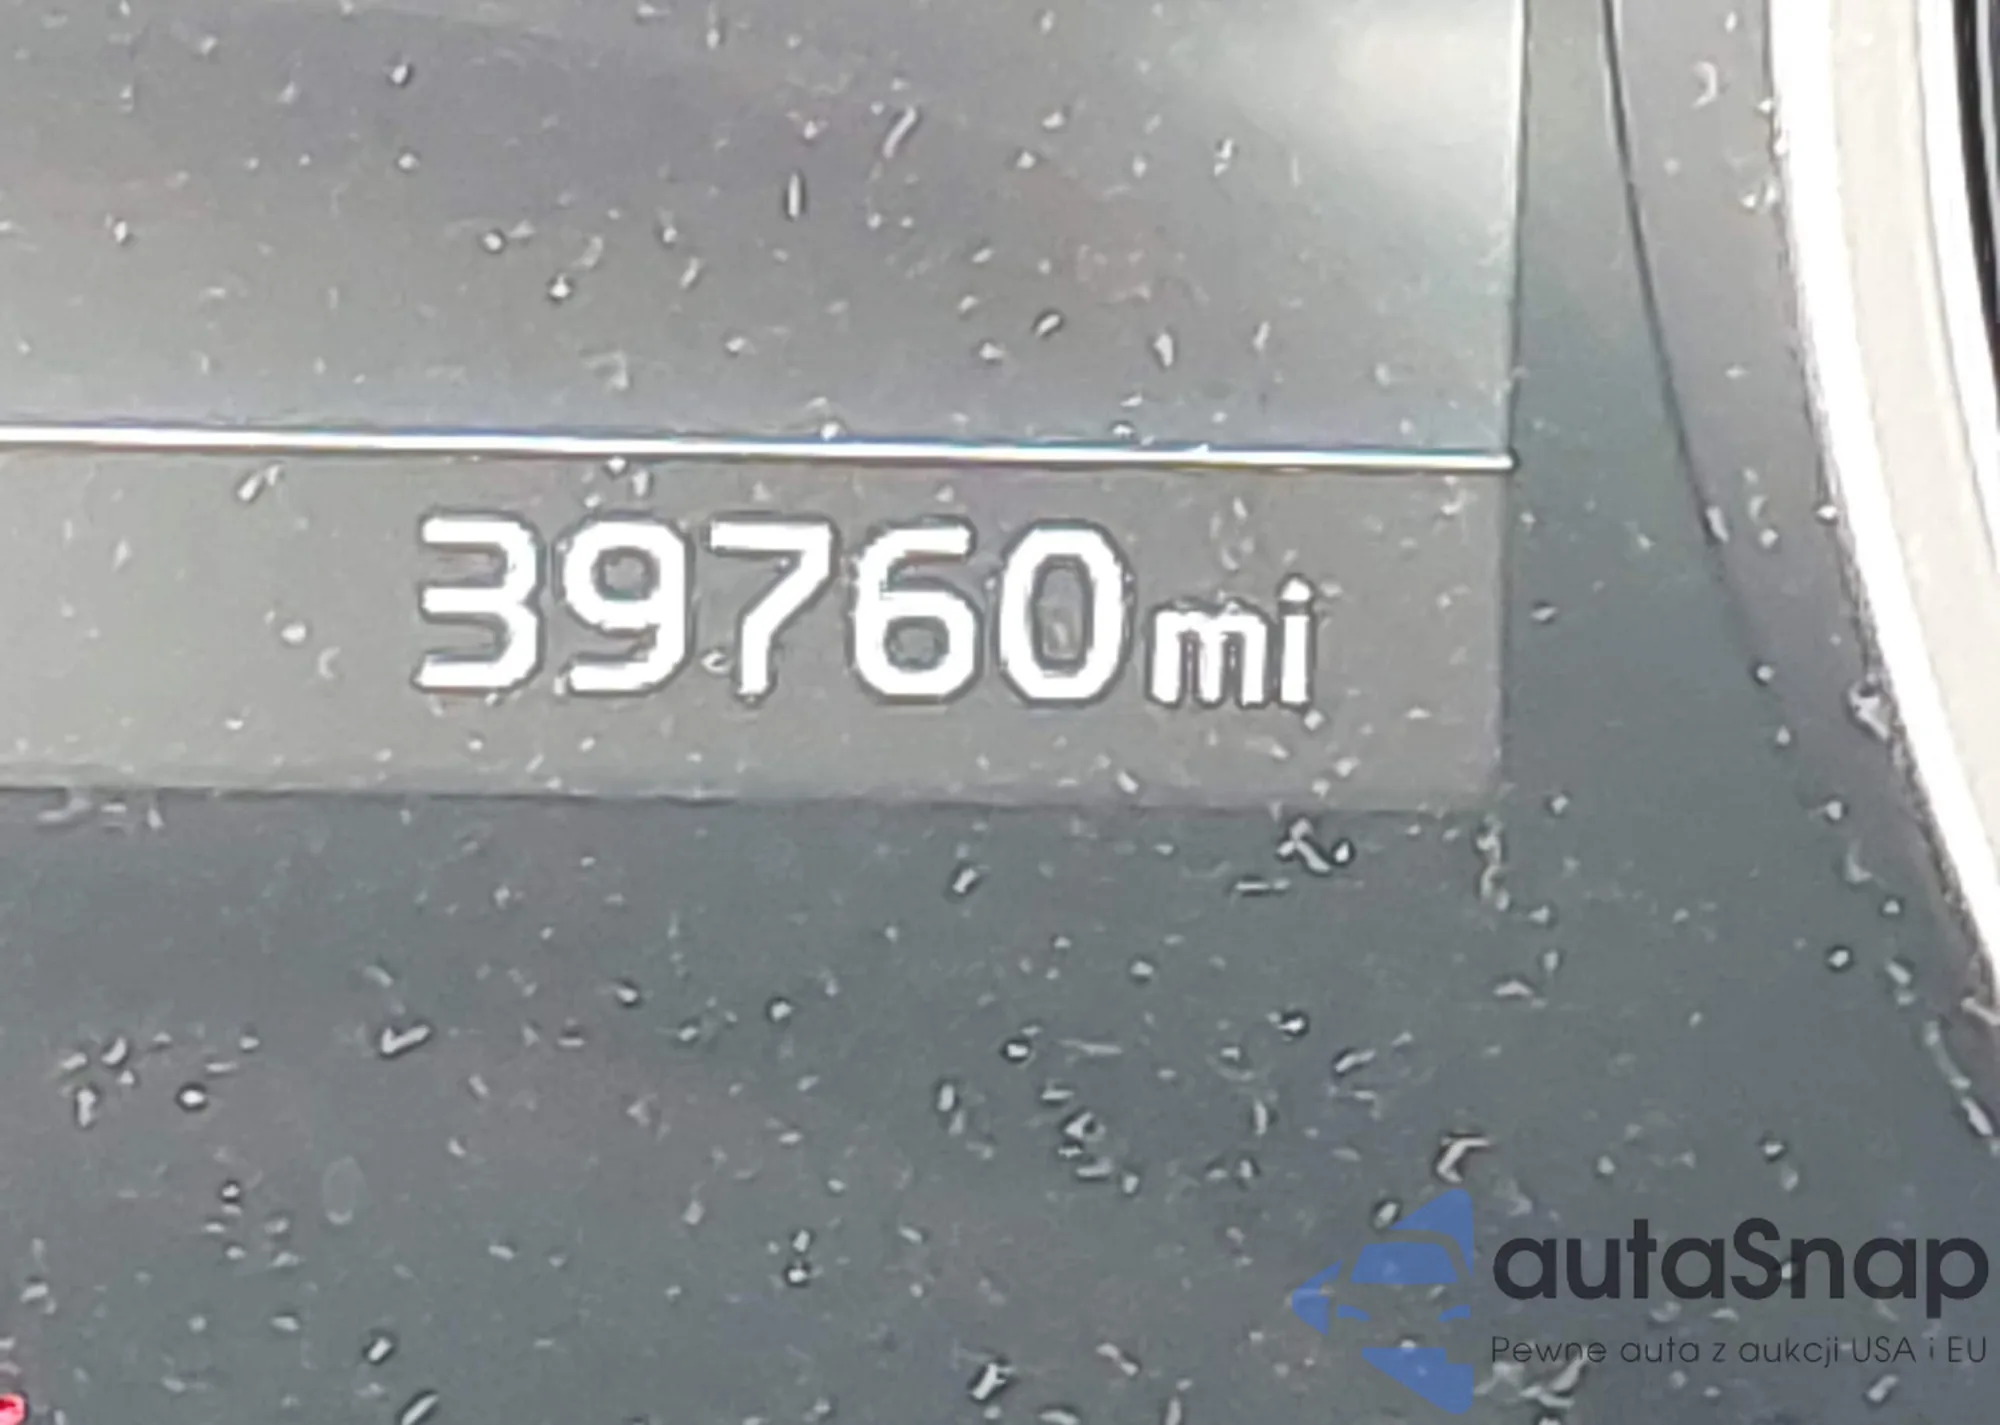 39760mi
autaSnap
Pewne auta z aukcji USA i EU